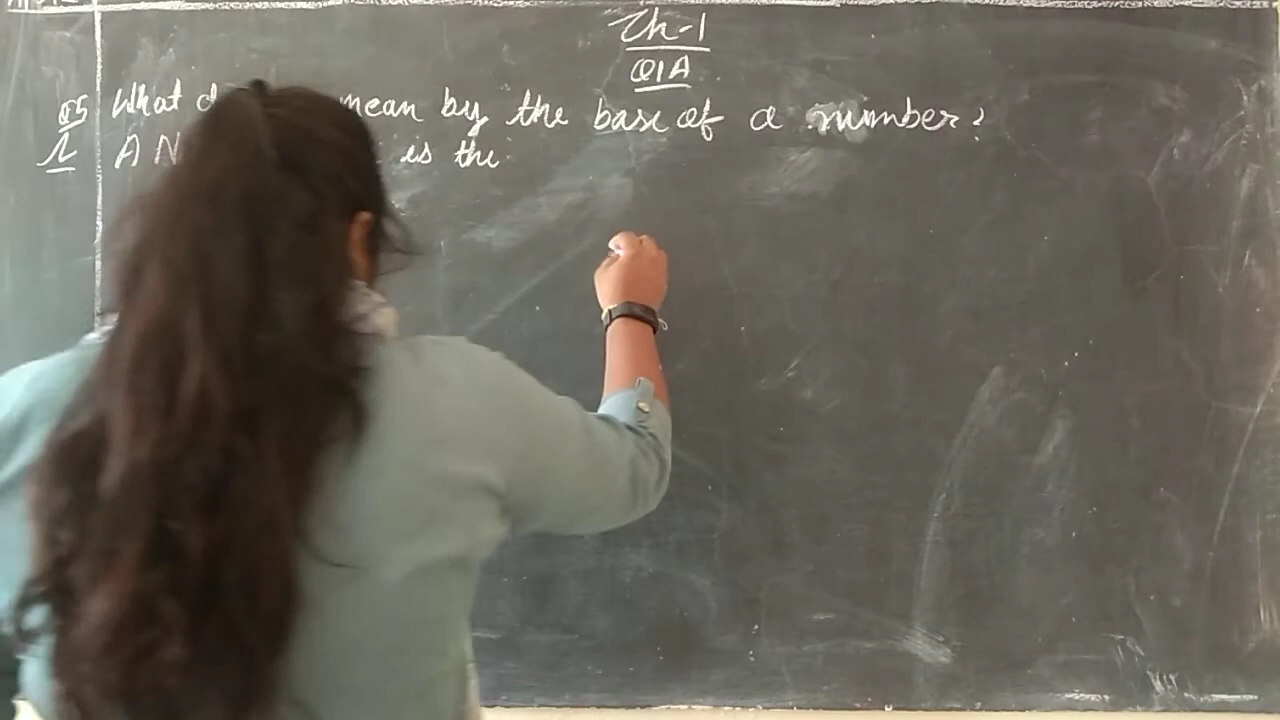 Ch-1
Q1A
Q5 What d mean by the base of a number?
A N is the